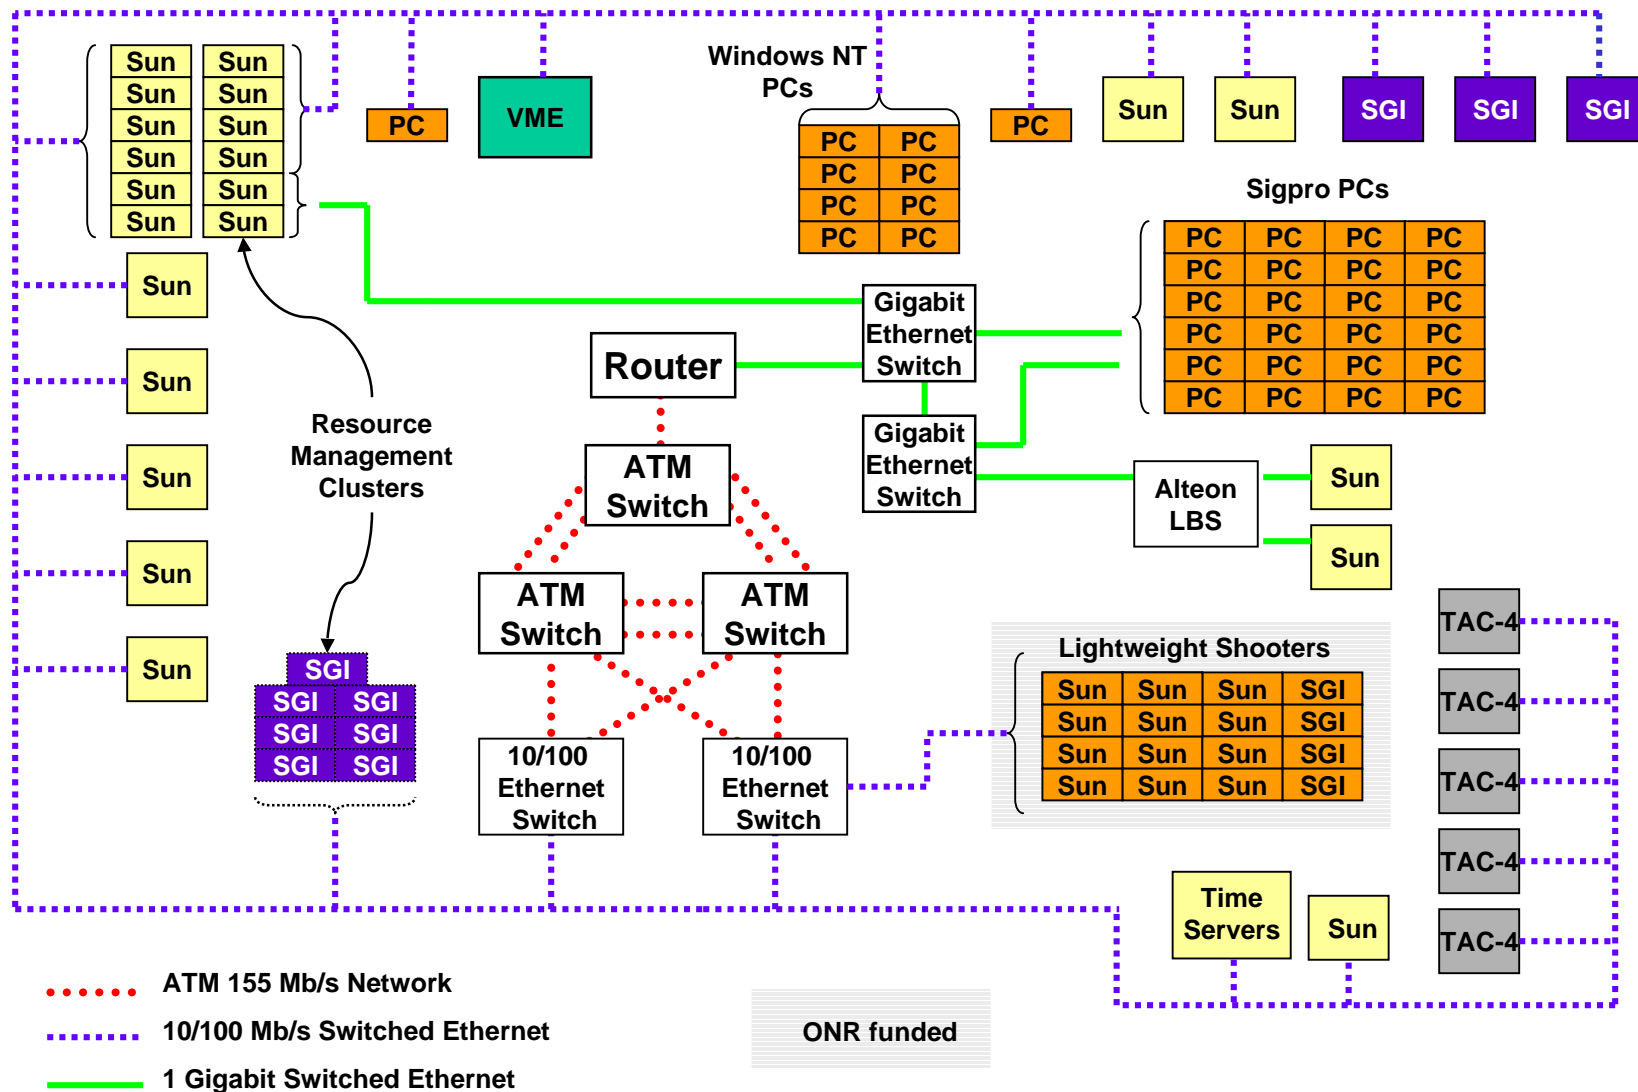 Windows NT
PCs
Sun Sun
Sun Sun
Sun Sun
Sun Sun
Sun Sun
Sun Sun
PC
VME
PC PC
PC PC
PC PC
PC PC
PC
Sun
Sun
SGI
SGI
SGI
Sigpro PCs
PC PC PC PC
PC PC PC PC
PC PC PC PC
PC PC PC PC
PC PC PC PC
PC PC PC PC
Sun
Sun
Sun
Sun
Sun
Resource
Management
Clusters
Router
Gigabit
Ethernet
Switch
Gigabit
Ethernet
Switch
ATM
Switch
Alteon
LBS
Sun
Sun
ATM
Switch
ATM
Switch
SGI
SGI SGI
SGI SGI
SGI SGI
10/100
Ethernet
Switch
10/100
Ethernet
Switch
Lightweight Shooters
Sun Sun Sun SGI
Sun Sun Sun SGI
Sun Sun Sun SGI
Sun Sun Sun SGI
TAC-4
TAC-4
TAC-4
TAC-4
TAC-4
Time
Servers
Sun
ATM 155 Mb/s Network
10/100 Mb/s Switched Ethernet
1 Gigabit Switched Ethernet
ONR funded